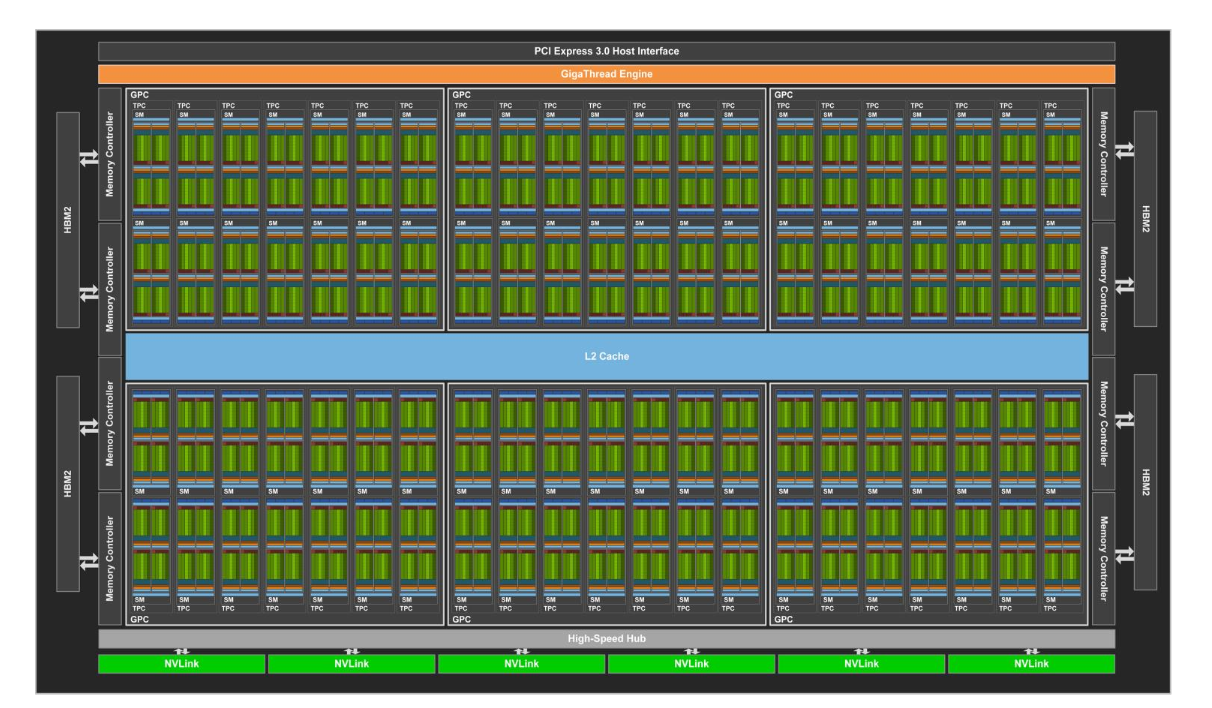 PCI Express 3.0 Host Interface
GigaThread Engine
GPC GPC GPC
TPC TPC TPC TPC TPC TPC TPC TPC TPC TPC TPC TPC TPC TPC TPC TPC TPC TPC TPC TPC TPC
SM SM SM SM SM SM SM SM SM SM SM SM SM SM SM SM SM SM SM SM SM
Memory Controller
Memory Controller
HBM2
HBM2
SM SM SM SM SM SM SM SM SM SM SM SM SM SM SM SM SM SM SM SM SM
Memory Controller
Memory Controller
L2 Cache
Memory Controller
Memory Controller
HBM2
HBM2
SM SM SM SM SM SM SM SM SM SM SM SM SM SM SM SM SM SM SM SM SM
Memory Controller
Memory Controller
SM SM SM SM SM SM SM SM SM SM SM SM SM SM SM SM SM SM SM SM SM
TPC TPC TPC TPC TPC TPC TPC TPC TPC TPC TPC TPC TPC TPC TPC TPC TPC TPC TPC TPC TPC
GPC GPC GPC
High-Speed Hub
NVLink NVLink NVLink NVLink NVLink NVLink